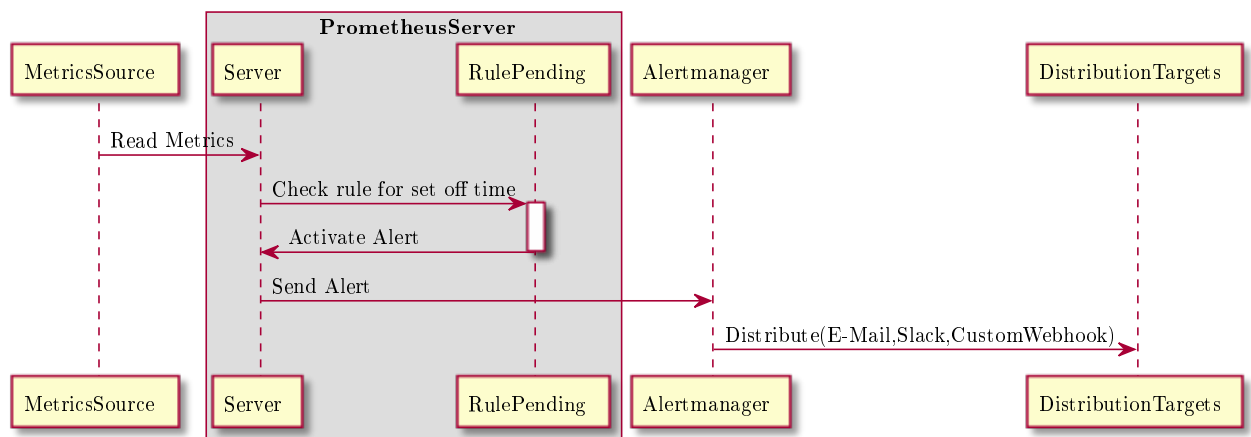 PrometheusServer
MetricsSource Server RulePending Alertmanager DistributionTargets
Read Metrics
Check rule for set off time
Activate Alert
Send Alert
Distribute(E-Mail,Slack,CustomWebhook)
MetricsSource Server RulePending Alertmanager DistributionTargets